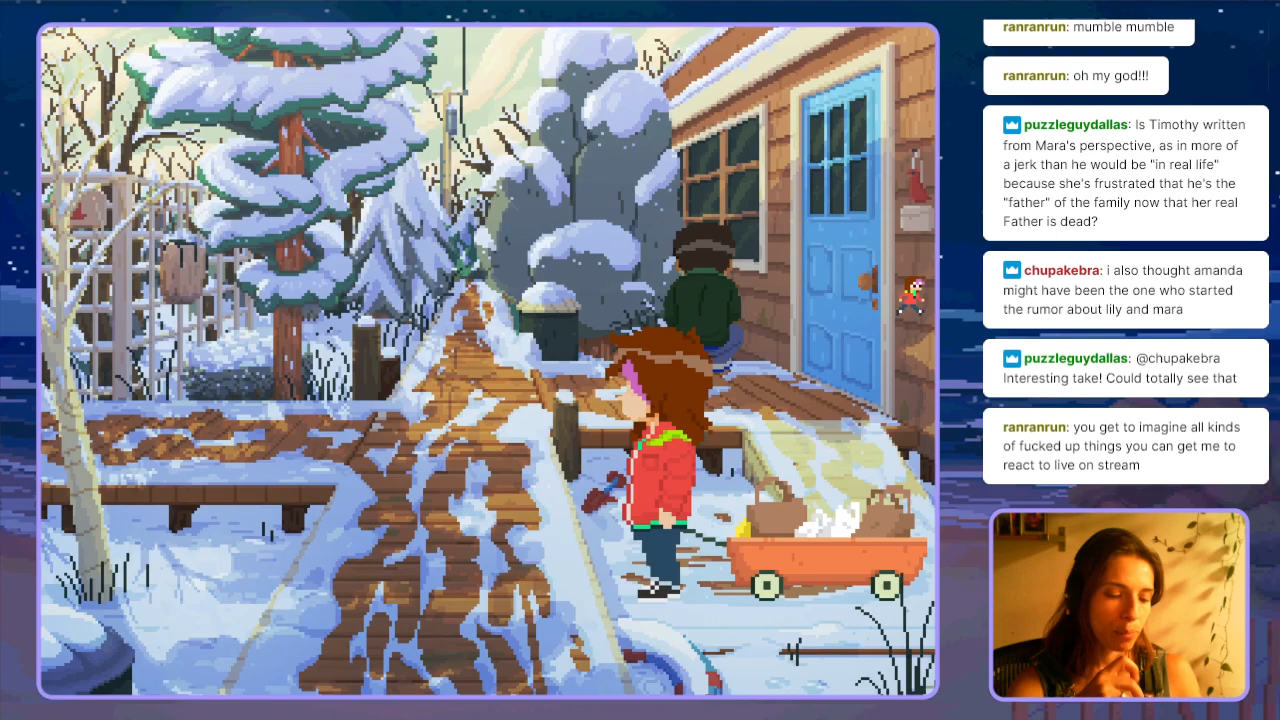 ranranrun: mumble mumble
ranranrun: oh my god!!!
puzzleguydallas: Is Timothy written
from Mara's perspective, as in more of
a jerk than he would be "in real life"
because she's frustrated that he's the
"father" of the family now that her real
Father is dead?
chupakebra: i also thought amanda
might have been the one who started
the rumor about lily and mara
puzzleguydallas: @chupakebra
Interesting take! Could totally see that
ranranrun: you get to imagine all kinds
of fucked up things you can get me to
react to live on stream